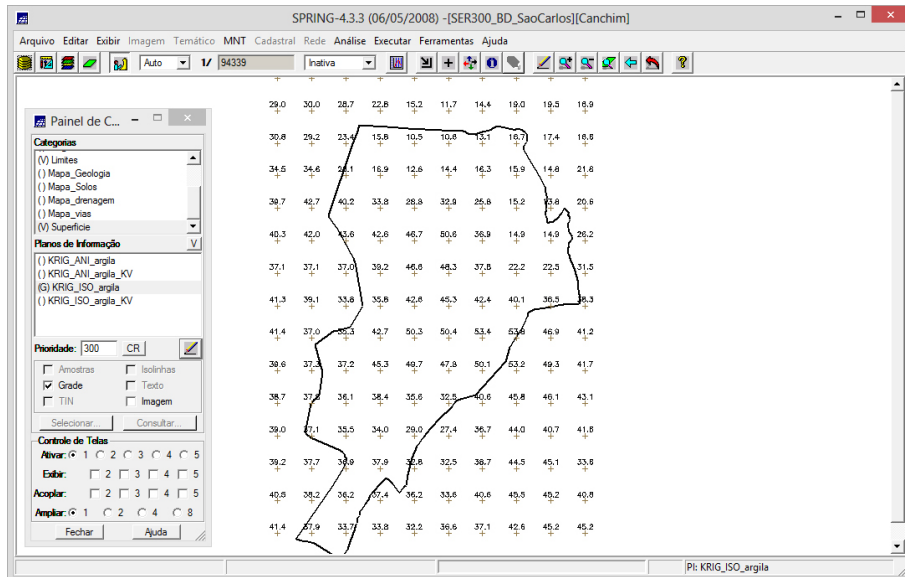 SPRING-4.3.3 (06/05/2008) -[SER300_BD_SaoCarlos][Canchim]
Arquivo Editar Exibir Imagem Temático MNT Cadastral Rede Análise Executar Ferramentas Ajuda
Auto 1/ 94339 Inativa
Painel de C...
Categorias
(V) Limites
() Mapa_Geologia
() Mapa_Solos
() Mapa_drenagem
() Mapa_vias
(V) Superficie
Planos de Informação V
() KRIG_ANI_argila
() KRIG_ANI_argila_KV
(G) KRIG_ISO_argila
() KRIG_ISO_argila_KV
Prioridade: 300 CR
Amostras Isolinhas
Grade Texto
TIN Imagem
Selecionar... Consultar...
Controle de Telas
Ativar: 1 2 3 4 5
Exibir: 2 3 4 5
Acoplar: 2 3 4 5
Ampliar: 1 2 4 8
Fechar Ajuda
29.0 30.0 28.7 22.8 15.2 11.7 14.4 19.0 19.5 16.9
30.8 29.2 23.4 15.8 10.5 10.8 13.1 16.7 17.4 18.8
34.5 34.6 16.9 12.6 14.4 16.3 15.9 14.8 21.8
39.7 42.7 40.2 33.8 28.8 32.9 25.8 15.2 20.6
40.3 42.0 43.6 42.6 46.7 50.6 36.9 14.9 14.9 26.2
37.1 37.1 37.0 39.2 46.6 48.3 37.8 22.2 22.5 31.5
41.3 39.1 33.8 35.8 42.8 45.3 42.4 40.1 36.5 38.3
41.4 37.0 35.3 42.7 50.3 50.4 53.4 53.8 46.9 41.2
39.6 37.3 37.2 45.3 49.7 47.8 50.1 53.2 49.3 41.7
38.7 36.1 38.4 35.6 32.5 40.6 45.8 46.1 43.1
39.0 37.1 35.5 34.0 29.0 27.4 36.7 44.0 40.7 41.8
39.2 37.7 36.9 37.9 32.8 32.5 38.7 44.5 45.1 33.8
40.8 38.2 36.2 37.4 36.2 33.6 40.6 45.8 45.2 40.8
41.4 37.9 33.7 33.8 32.2 36.6 37.1 42.6 45.2 45.2
PI: KRIG_ISO_argila